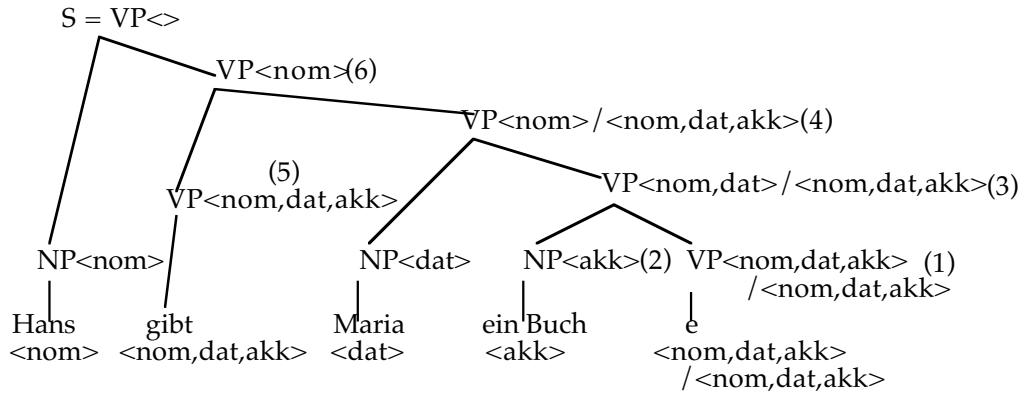 S = VP<>
VP<nom>(6)
VP<nom>/<nom,dat,akk>(4)
(5)
VP<nom,dat>/<nom,dat,akk>(3)
VP<nom,dat,akk>
NP<nom> NP<dat> NP<akk>(2) VP<nom,dat,akk> (1)
/<nom,dat,akk>
Hans gibt Maria ein Buch e
<nom> <nom,dat,akk> <dat> <akk> <nom,dat,akk>
/<nom,dat,akk>